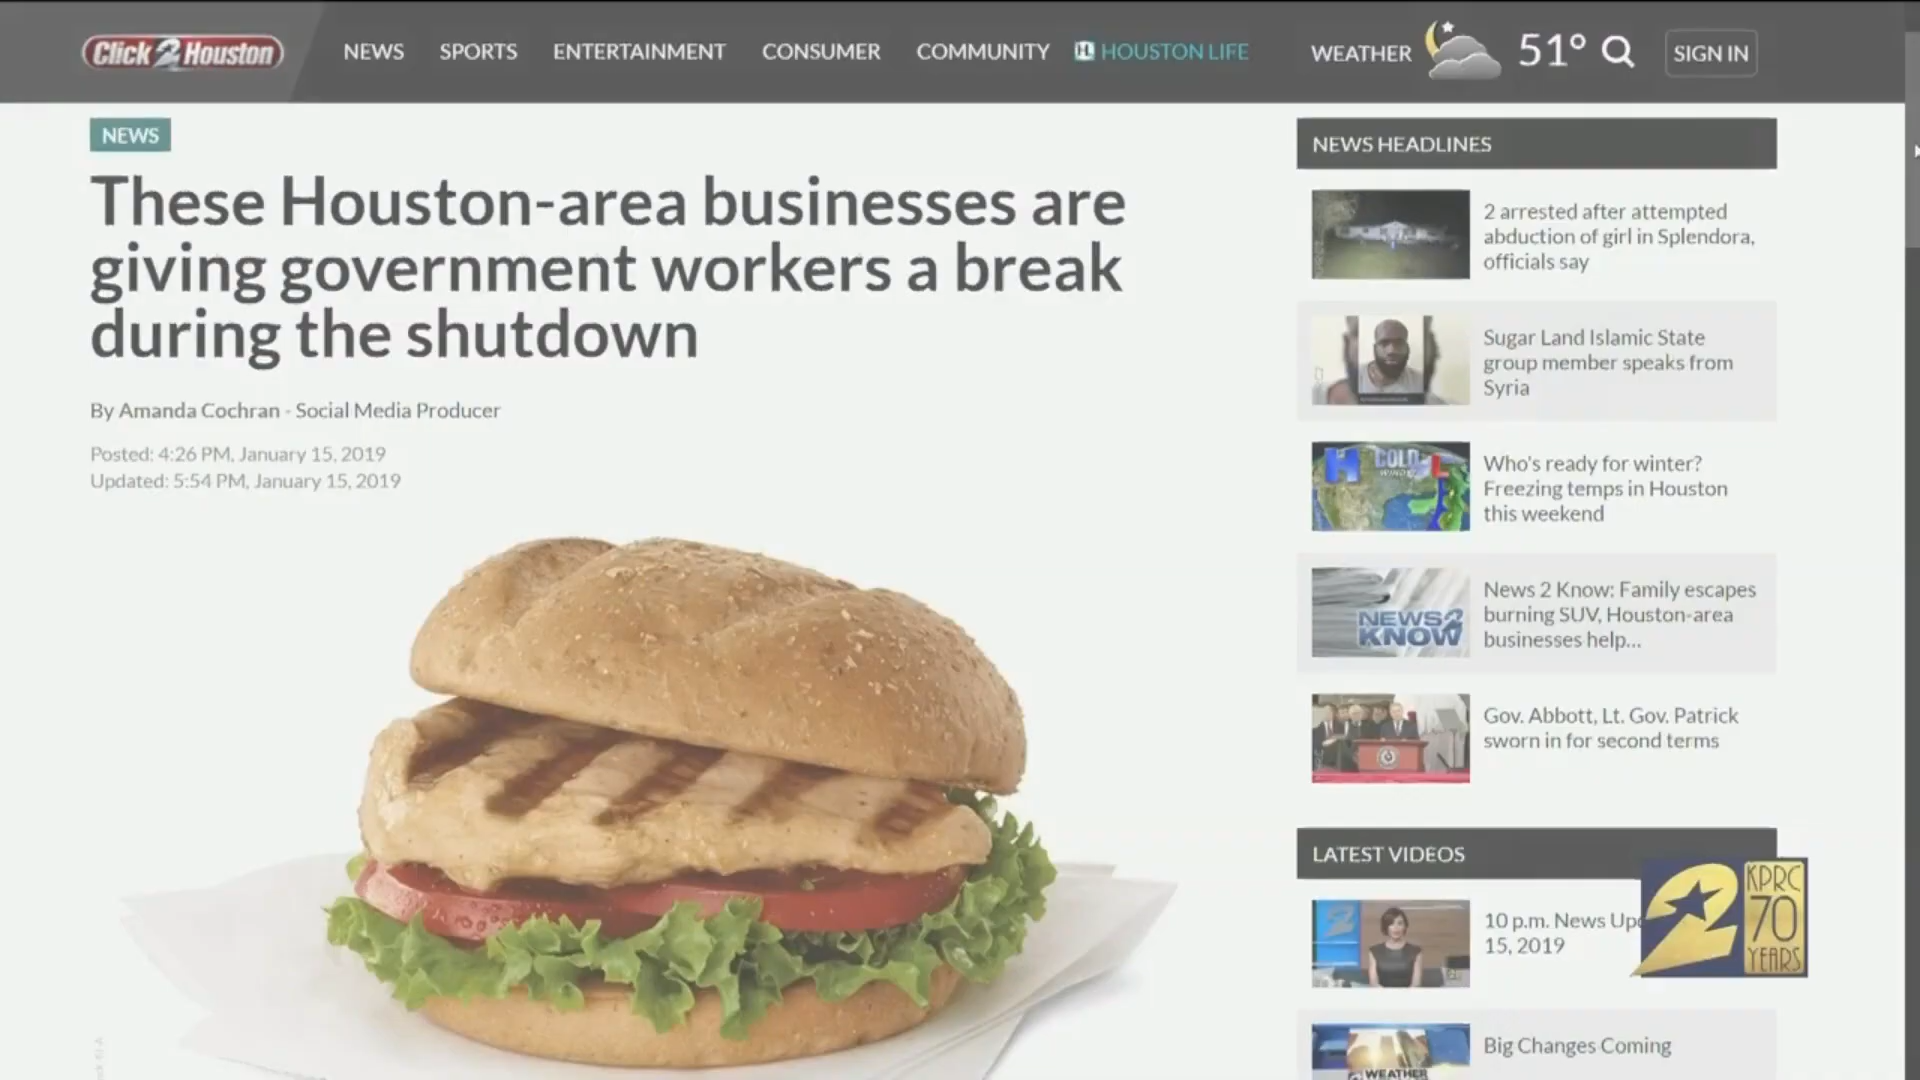 Click 2 Houston
NEWS
SPORTS
ENTERTAINMENT
CONSUMER
COMMUNITY
HOUSTON LIFE
WEATHER
51°
SIGN IN
NEWS
These Houston-area businesses are
giving government workers a break
during the shutdown
By Amanda Cochran - Social Media Producer
Posted: 4:26 PM, January 15, 2019
Updated: 5:54 PM, January 15, 2019
NEWS HEADLINES
2 arrested after attempted
abduction of girl in Splendora,
officials say
Sugar Land Islamic State
group member speaks from
Syria
H COLD L
Who's ready for winter?
Freezing temps in Houston
this weekend
NEWS 2
KNOW
News 2 Know: Family escapes
burning SUV, Houston-area
businesses help...
Gov. Abbott, Lt. Gov. Patrick
sworn in for second terms
LATEST VIDEOS
10 p.m. News
15, 2019
2 KPRC
70
YEARS
Big Changes Coming
WEATHER